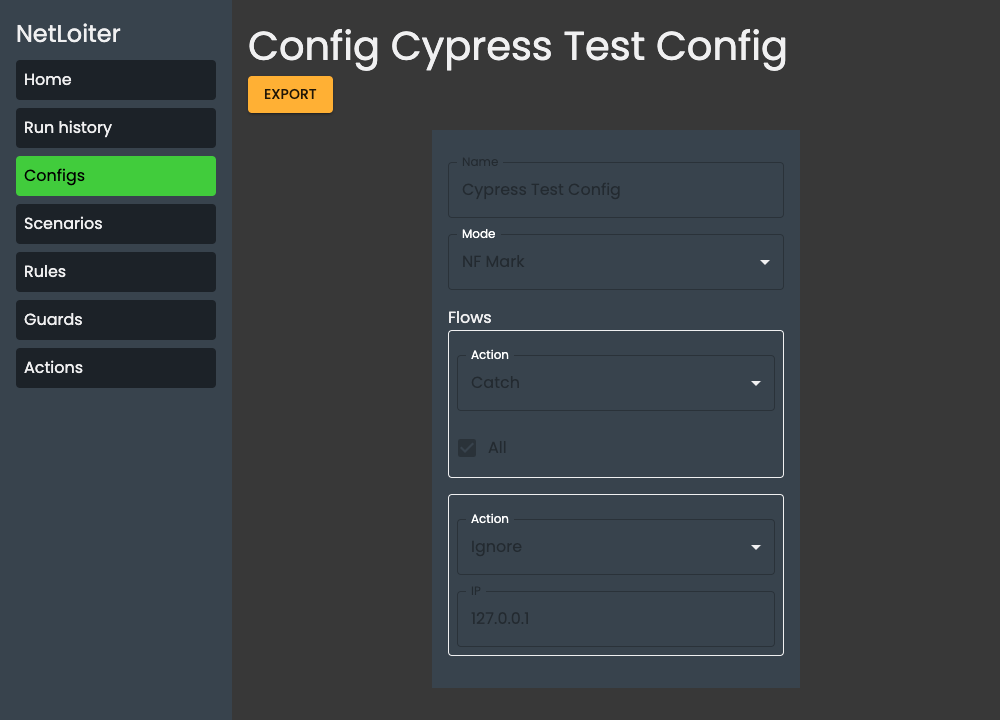 NetLoiter
Home
Run history
Configs
Scenarios
Rules
Guards
Actions
Config Cypress Test Config
EXPORT
Name
Cypress Test Config
Mode
NF Mark
Flows
Action
Catch
All
Action
Ignore
IP
127.0.0.1